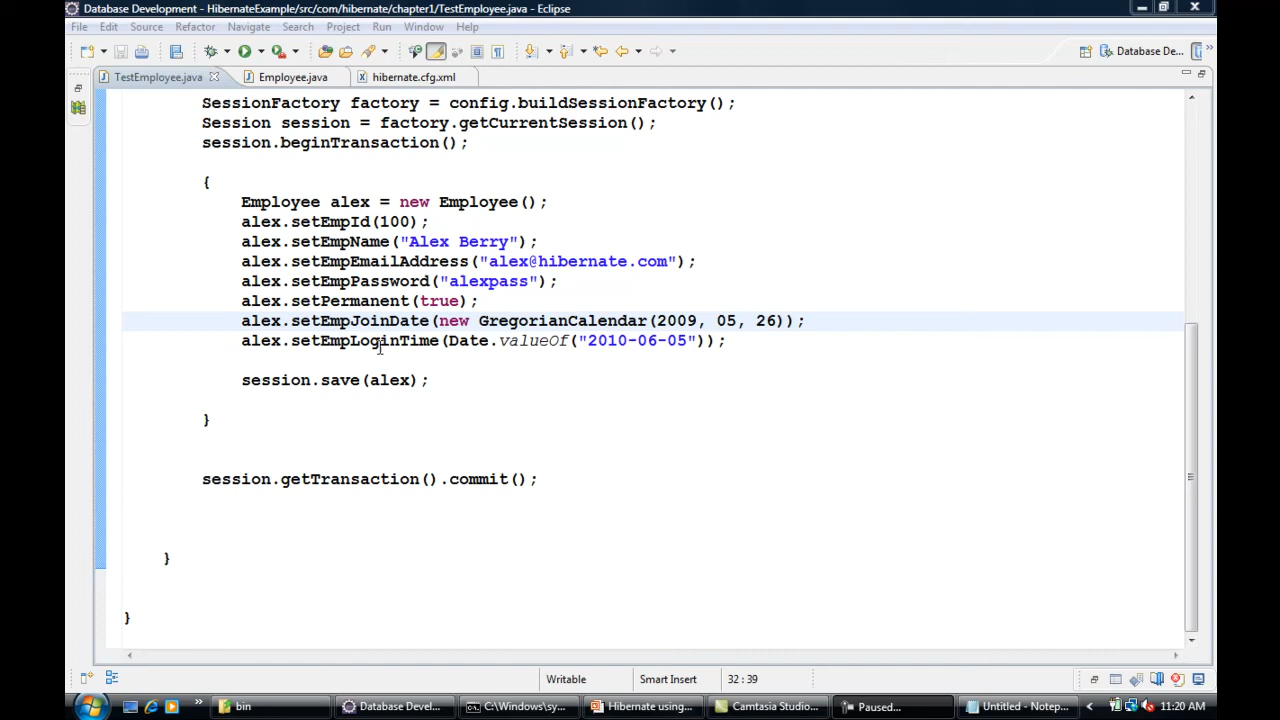 Database Development - HibernateExample/src/com/hibernate/chapter1/TestEmployee.java - Eclipse
File Edit Source Refactor Navigate Search Project Run Window Help
Database De...
TestEmployee.java Employee.java hibernate.cfg.xml
SessionFactory factory = config.buildSessionFactory();
Session session = factory.getCurrentSession();
session.beginTransaction();
{
Employee alex = new Employee();
alex.setEmpId(100);
alex.setEmpName("Alex Berry");
alex.setEmpEmailAddress("alex@hibernate.com");
alex.setEmpPassword("alexpass");
alex.setPermanent(true);
alex.setEmpJoinDate(new GregorianCalendar(2009, 05, 26));
alex.setEmpLoginTime(Date.valueOf("2010-06-05"));
session.save(alex);
}
session.getTransaction().commit();
}
}
Writable Smart Insert 32 : 39
bin Database Devel... C:\Windows\sy... Hibernate using... Camtasia Studio... Paused... Untitled - Notep... 11:20 AM